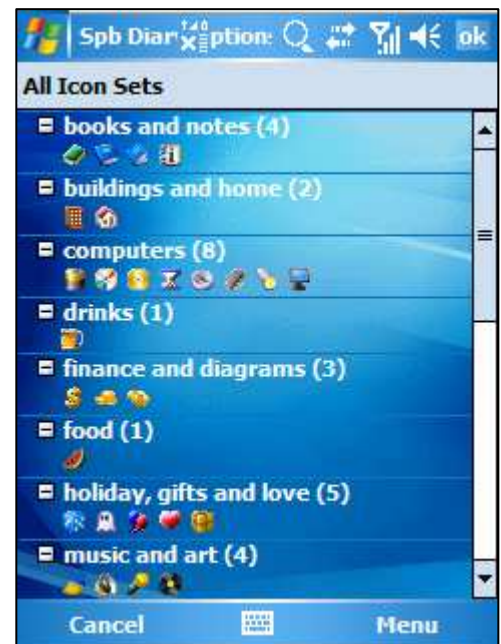 Spb Diar ption:
ok
All Icon Sets
books and notes (4)
buildings and home (2)
computers (8)
drinks (1)
finance and diagrams (3)
food (1)
holiday, gifts and love (5)
music and art (4)
Cancel
Menu